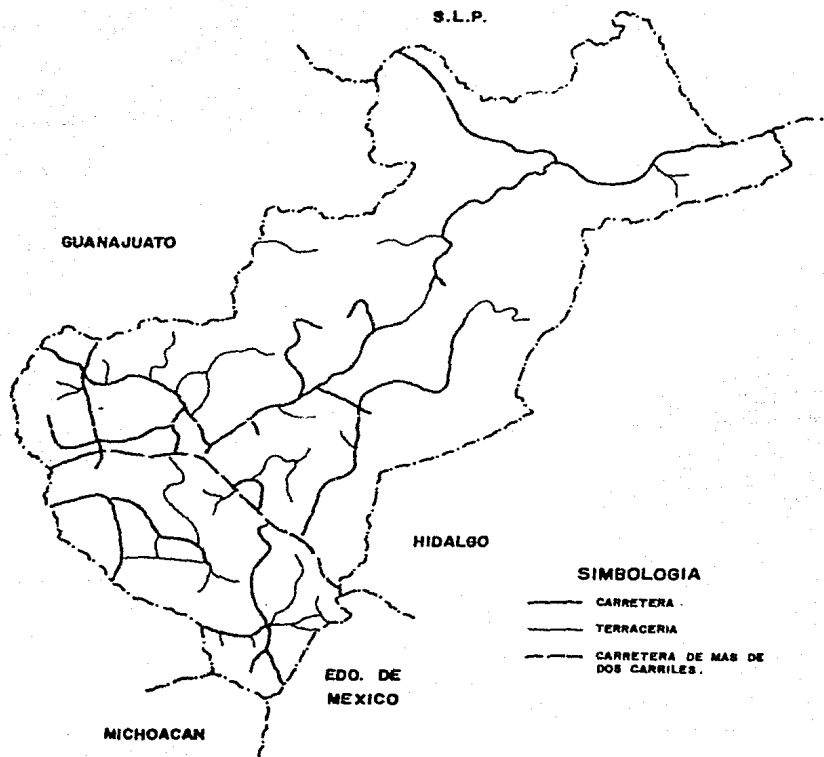 S.L.P.
GUANAJUATO
HIDALGO
SIMBOLOGIA
CARRETERA
TERRACERIA
CARRETERA DE MAS DE
DOS CARRILES.
EDO. DE
MEXICO
MICHOACAN